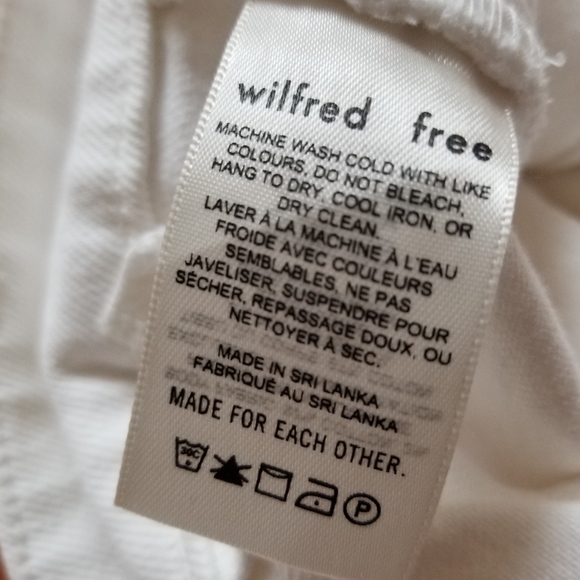 wilfred free
MACHINE WASH COLD WITH LIKE
COLOURS, DO NOT BLEACH,
HANG TO DRY, COOL IRON, OR
DRY CLEAN.
LAVER À LA MACHINE À L'EAU
FROIDE AVEC COULEURS
SEMBLABLES, NE PAS
JAVELISER, SUSPENDRE POUR
SÉCHER, REPASSAGE DOUX, OU
NETTOYER À SEC.
MADE IN SRI LANKA
FABRIQUÉ AU SRI LANKA
MADE FOR EACH OTHER.
30C P